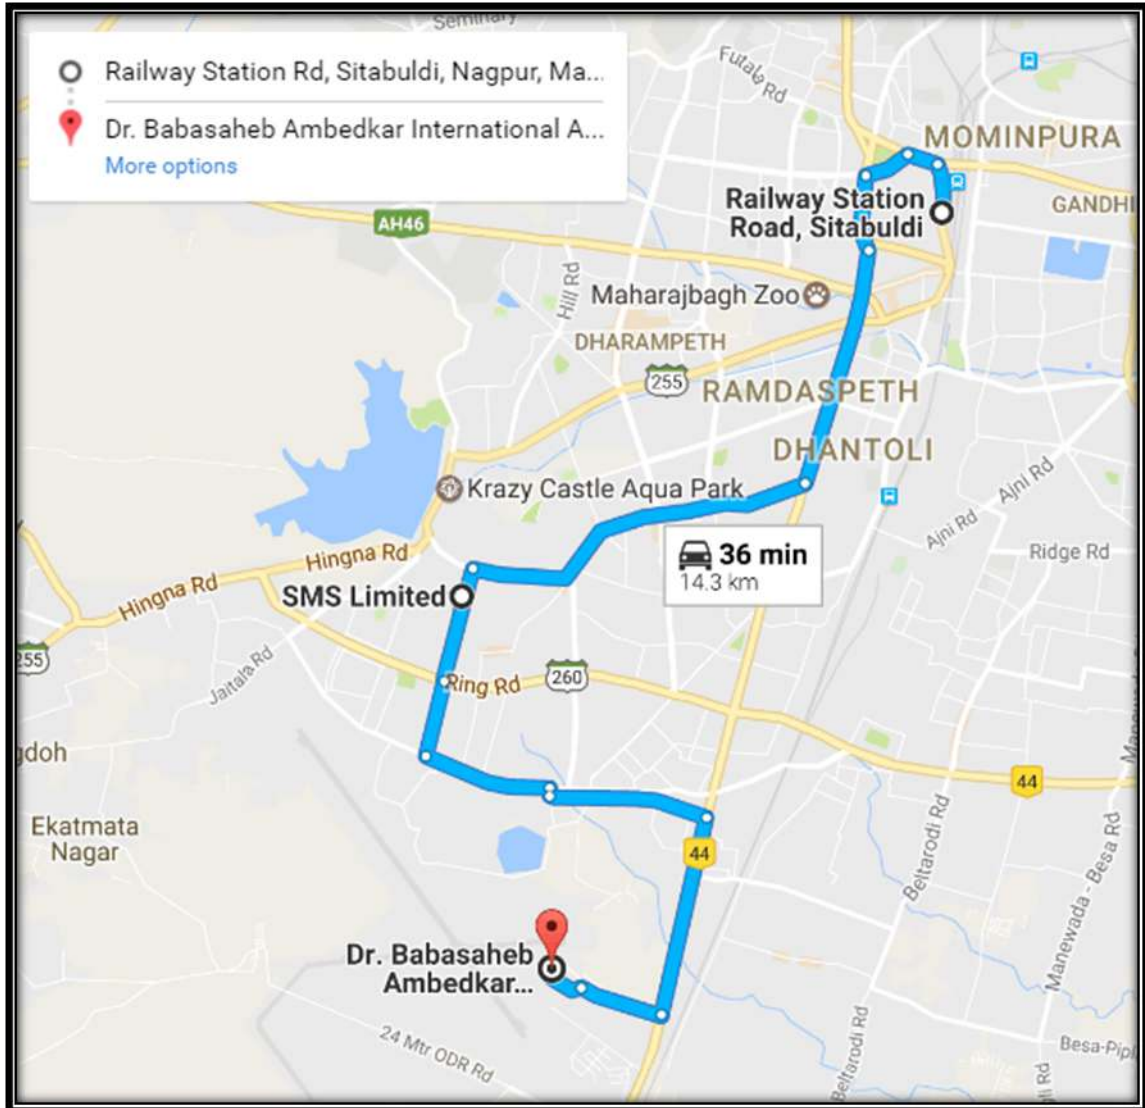 Seminary
Railway Station Rd, Sitabuldi, Nagpur, Ma...
Dr. Babasaheb Ambedkar International A...
More options
Futala Rd
MOMINPURA
Railway Station
Road, Sitabuldi
GANDHI
AH46
Hill Rd
Maharajbagh Zoo
DHARAMPETH
255
RAMDASPETH
DHANTOLI
Krazy Castle Aqua Park
Ajni Rd
Ajni Rd
Ridge Rd
36 min
14.3 km
Hingna Rd
Hingna Rd
SMS Limited
255
Jaitala Rd
Ring Rd
260
gdoh
44
Ekatmata
Nagar
44
Beltarodi Rd
Manewada - Besa Rd
Dr. Babasaheb
Ambedkar...
24 Mtr ODR Rd
Beltarodi Rd
Besa-Pipl